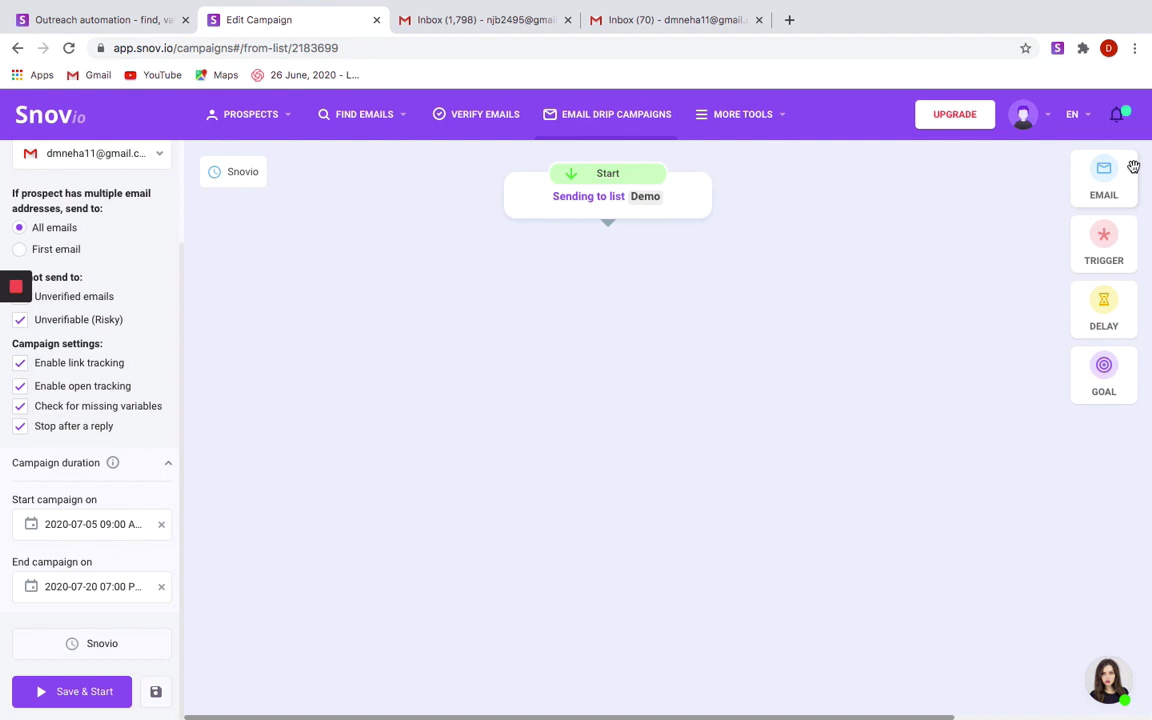 Outreach automation - find, va
Edit Campaign
Inbox (1,798) - njb2495@gmail
Inbox (70) - dmneha11@gmail.c
app.snov.io/campaigns#/from-list/2183699
D
Apps
Gmail
YouTube
Maps
26 June, 2020 - L...
Snovio
PROSPECTS
FIND EMAILS
VERIFY EMAILS
EMAIL DRIP CAMPAIGNS
MORE TOOLS
UPGRADE
EN
dmneha11@gmail.c...
If prospect has multiple email
addresses, send to:
All emails
First email
ot send to:
Unverified emails
Unverifiable (Risky)
Campaign settings:
Enable link tracking
Enable open tracking
Check for missing variables
Stop after a reply
Campaign duration
Start campaign on
2020-07-05 09:00 A...
End campaign on
2020-07-20 07:00 P...
Snovio
Save & Start
Snovio
Start
Sending to list Demo
EMAIL
TRIGGER
DELAY
GOAL